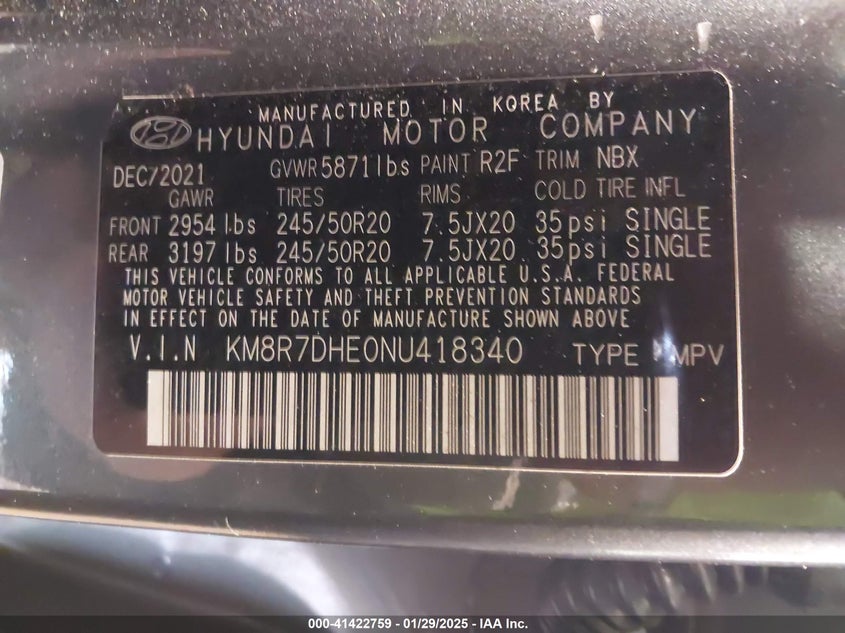 MANUFACTURED IN KOREA BY
HYUNDAI MOTOR COMPANY
DEC/2021 GVWR 5871lbs PAINT R2F TRIM NBX
GAWR TIRES RIMS COLD TIRE INFL
FRONT 2954 lbs 245/50R20 7.5JX20 35psi SINGLE
REAR 3197 lbs 245/50R20 7.5JX20 35psi SINGLE
THIS VEHICLE CONFORMS TO ALL APPLICABLE U.S.A. FEDERAL
MOTOR VEHICLE SAFETY AND THEFT PREVENTION STANDARDS
IN EFFECT ON THE DATE OF MANUFACTURE SHOWN ABOVE
V.I.N KM8R7DHE0NU418340 TYPE MPV
000-41422759 - 01/29/2025 - IAA Inc.